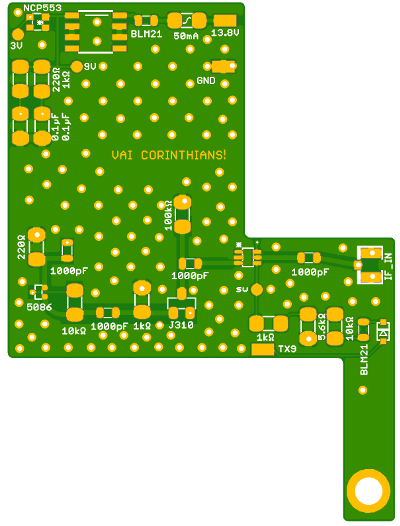 NCP553
3V
BLM21
50mA
13.8V
9V
GND
220Ω
1kΩ
0.1µF
0.1µF
VAI CORINTHIANS!
100kΩ
220Ω
1000pF
1000pF
1000pF
IF_IN
SW
5086
10kΩ
1000pF
1kΩ
J310
1kΩ
5.6kΩ
10kΩ
TX9
BLM21